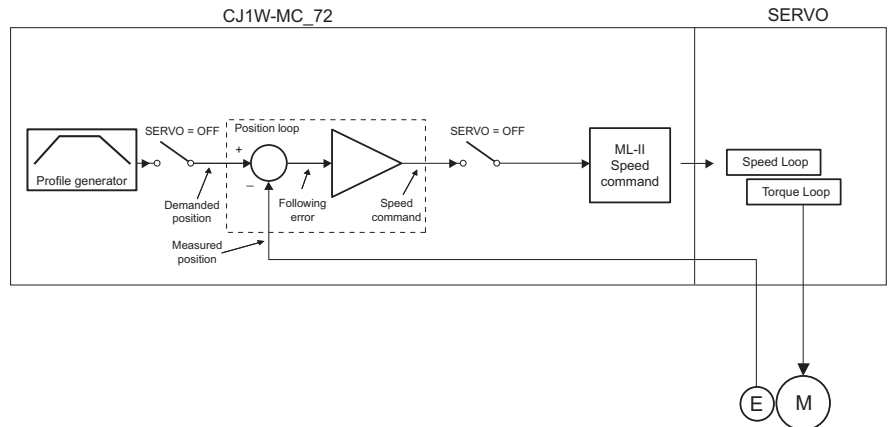 CJ1W-MC_72
SERVO
SERVO = OFF
Position loop
SERVO = OFF
+
–
Profile generator
Demanded
position
Following
error
Speed
command
ML-II
Speed
command
Speed Loop
Torque Loop
Measured
position
E
M